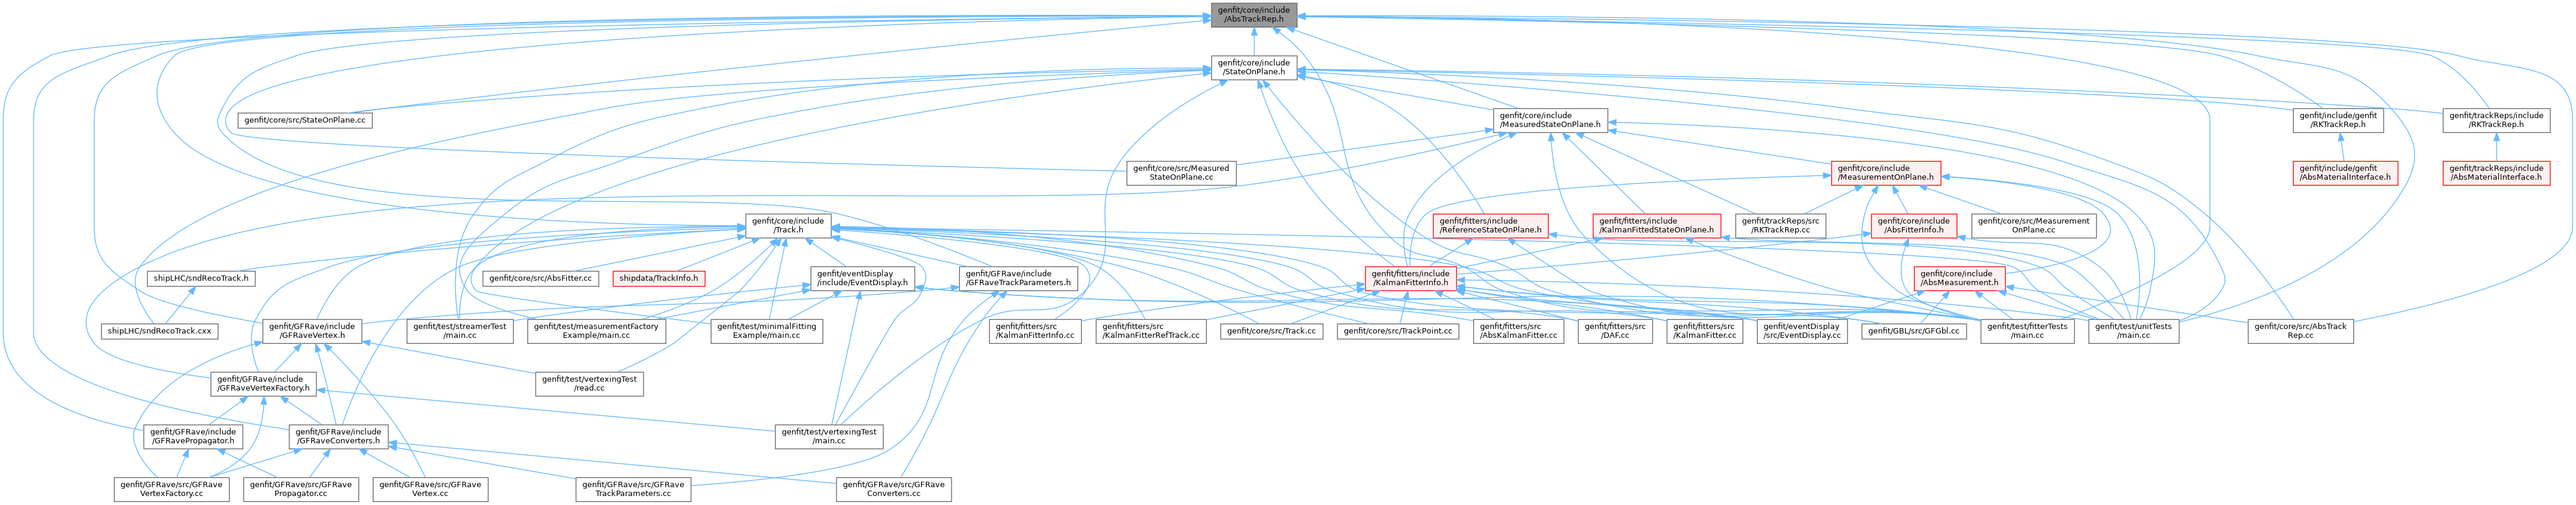 genfit/core/include
/AbsTrackRep.h
genfit/core/include
/StateOnPlane.h
genfit/core/src/StateOnPlane.cc
genfit/core/include
/MeasuredStateOnPlane.h
genfit/include/genfit
/RKTrackRep.h
genfit/trackReps/include
/RKTrackRep.h
genfit/core/src/Measured
StateOnPlane.cc
genfit/core/include
/MeasurementOnPlane.h
genfit/include/genfit
/AbsMaterialInterface.h
genfit/trackReps/include
/AbsMaterialInterface.h
genfit/core/include
/Track.h
genfit/fitters/include
/ReferenceStateOnPlane.h
genfit/fitters/include
/KalmanFittedStateOnPlane.h
genfit/trackReps/src
/RKTrackRep.cc
genfit/core/include
/AbsFitterInfo.h
genfit/core/src/Measurement
OnPlane.cc
shipLHC/sndRecoTrack.h
genfit/core/src/AbsFitter.cc
shipdata/TrackInfo.h
genfit/eventDisplay
/include/EventDisplay.h
genfit/GFRave/include
/GFRaveTrackParameters.h
genfit/fitters/include
/KalmanFitterInfo.h
genfit/core/include
/AbsMeasurement.h
shipLHC/sndRecoTrack.cxx
genfit/GFRave/include
/GFRaveVertex.h
genfit/test/streamerTest
/main.cc
genfit/test/measurementFactory
Example/main.cc
genfit/test/minimalFitting
Example/main.cc
genfit/fitters/src
/KalmanFitterInfo.cc
genfit/fitters/src
/KalmanFitterRefTrack.cc
genfit/core/src/Track.cc
genfit/core/src/TrackPoint.cc
genfit/fitters/src
/AbsKalmanFitter.cc
genfit/fitters/src
/DAF.cc
genfit/fitters/src
/KalmanFitter.cc
genfit/eventDisplay
/src/EventDisplay.cc
genfit/GBL/src/GFGbl.cc
genfit/test/fitterTests
/main.cc
genfit/test/unitTests
/main.cc
genfit/core/src/AbsTrack
Rep.cc
genfit/GFRave/include
/GFRaveVertexFactory.h
genfit/test/vertexingTest
/read.cc
genfit/GFRave/include
/GFRavePropagator.h
genfit/GFRave/include
/GFRaveConverters.h
genfit/test/vertexingTest
/main.cc
genfit/GFRave/src/GFRave
VertexFactory.cc
genfit/GFRave/src/GFRave
Propagator.cc
genfit/GFRave/src/GFRave
Vertex.cc
genfit/GFRave/src/GFRave
TrackParameters.cc
genfit/GFRave/src/GFRave
Converters.cc